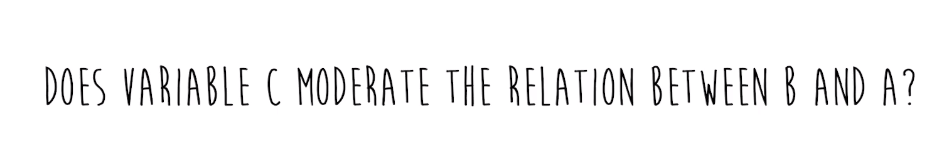 DOES VARIABLE C MODERATE THE RELATION BETWEEN B AND A?